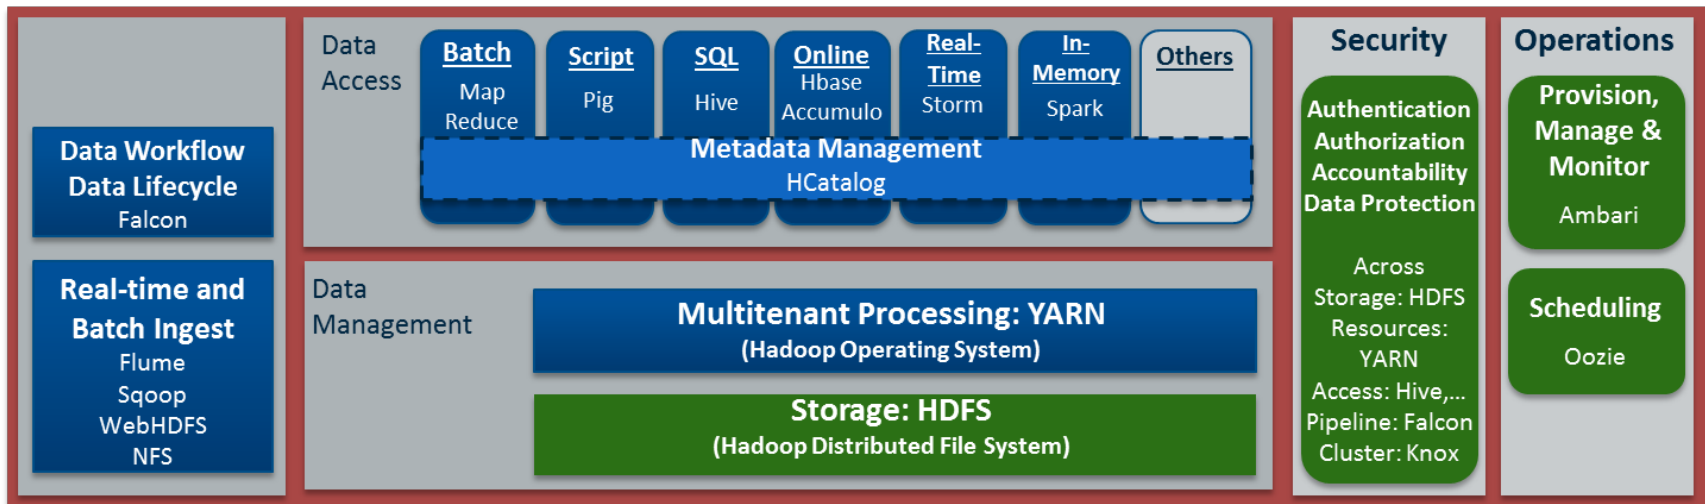 Data Workflow
Data Lifecycle
Falcon
Real-time and
Batch Ingest
Flume
Sqoop
WebHDFS
NFS
Data
Access
Batch
Map
Reduce
Script
Pig
SQL
Hive
Online
Hbase
Accumulo
Real-
Time
Storm
In-
Memory
Spark
Others
Metadata Management
HCatalog
Data
Management
Multitenant Processing: YARN
(Hadoop Operating System)
Storage: HDFS
(Hadoop Distributed File System)
Security
Authentication
Authorization
Accountability
Data Protection
Across
Storage: HDFS
Resources:
YARN
Access: Hive,...
Pipeline: Falcon
Cluster: Knox
Operations
Provision,
Manage &
Monitor
Ambari
Scheduling
Oozie